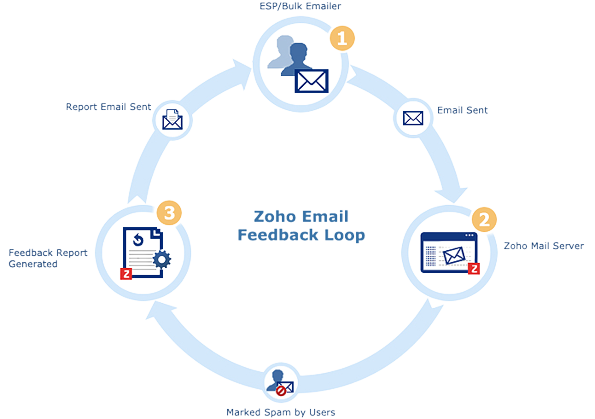 ESP/Bulk Emailer
1
Report Email Sent
Email Sent
3
2
Zoho Email
Feedback Loop
Feedback Report
Generated
Z
Zoho Mail Server
Z
Marked Spam by Users